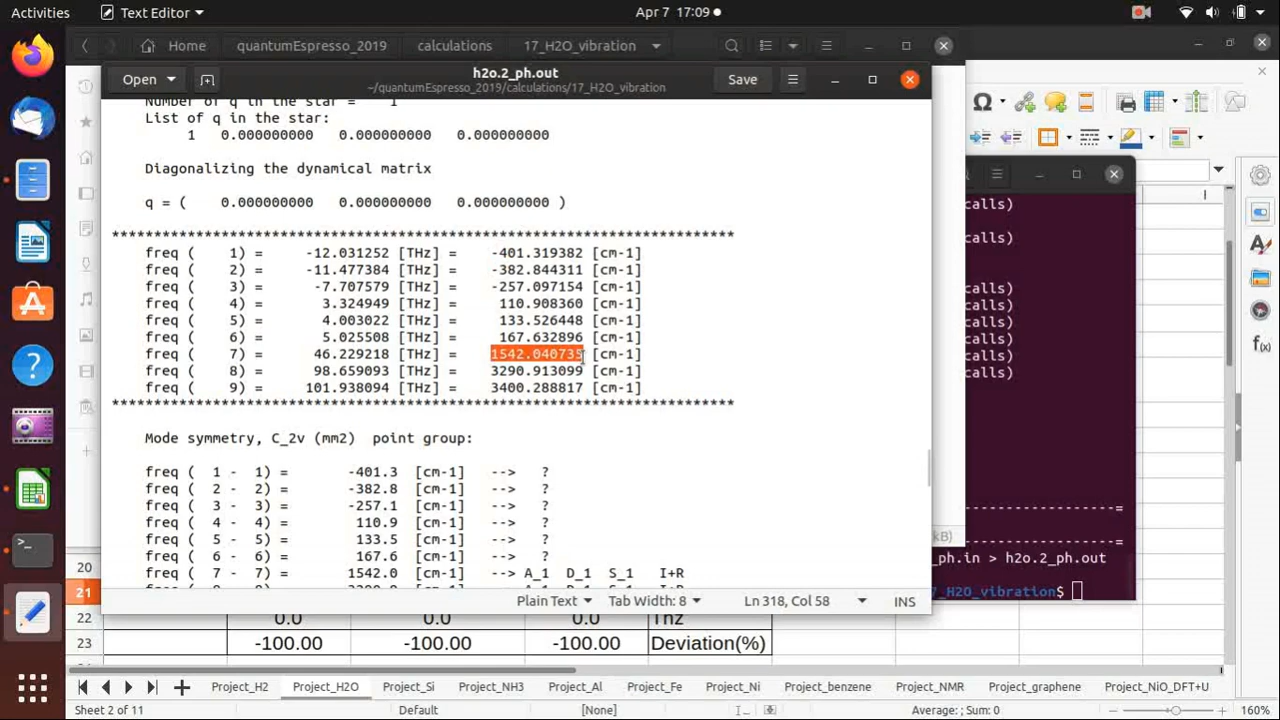 Activities Text Editor Apr 7 17:09
Home quantumEspresso_2019 calculations 17_H2O_vibration
Open h2o.2_ph.out Save
~/quantumEspresso_2019/calculations/17_H2O_vibration
Number of q in the star = 1
List of q in the star:
1 0.000000000 0.000000000 0.000000000
Diagonalizing the dynamical matrix
q = ( 0.000000000 0.000000000 0.000000000 )
**************************************************************************
freq ( 1) = -12.031252 [THz] = -401.319382 [cm-1]
freq ( 2) = -11.477384 [THz] = -382.844311 [cm-1]
freq ( 3) = -7.707579 [THz] = -257.097154 [cm-1]
freq ( 4) = 3.324949 [THz] = 110.908360 [cm-1]
freq ( 5) = 4.003022 [THz] = 133.526448 [cm-1]
freq ( 6) = 5.025508 [THz] = 167.632896 [cm-1]
freq ( 7) = 46.229218 [THz] = 1542.040735 [cm-1]
freq ( 8) = 98.659103 [THz] = 3290.913099 [cm-1]
freq ( 9) = 101.938094 [THz] = 3400.288817 [cm-1]
**************************************************************************
Mode symmetry, C_2v (mm2) point group:
freq ( 1 - 1) = -401.3 [cm-1] --> ?
freq ( 2 - 2) = -382.8 [cm-1] --> ?
freq ( 3 - 3) = -257.1 [cm-1] --> ?
freq ( 4 - 4) = 110.9 [cm-1] --> ?
freq ( 5 - 5) = 133.5 [cm-1] --> ?
freq ( 6 - 6) = 167.6 [cm-1] --> ?
freq ( 7 - 7) = 1542.0 [cm-1] --> A_1 D_1 S_1 I+R
Plain Text Tab Width: 8 Ln 318, Col 58 INS
I
calls)
calls)
calls)
calls)
calls)
calls)
calls)
calls)
---------------------=
---------------------=
kB) _ph.in > h2o.2_ph.out
7_H2O_vibration$
20
21
22 0.0 0.0 0.0 Thz
23 -100.00 -100.00 -100.00 Deviation(%)
Project_H2 Project_H2O Project_Si Project_NH3 Project_Al Project_Fe Project_Ni Project_benzene Project_NMR Project_graphene Project_NiO_DFT+U
Sheet 2 of 11 Default [None] Average: ; Sum: 0 160%